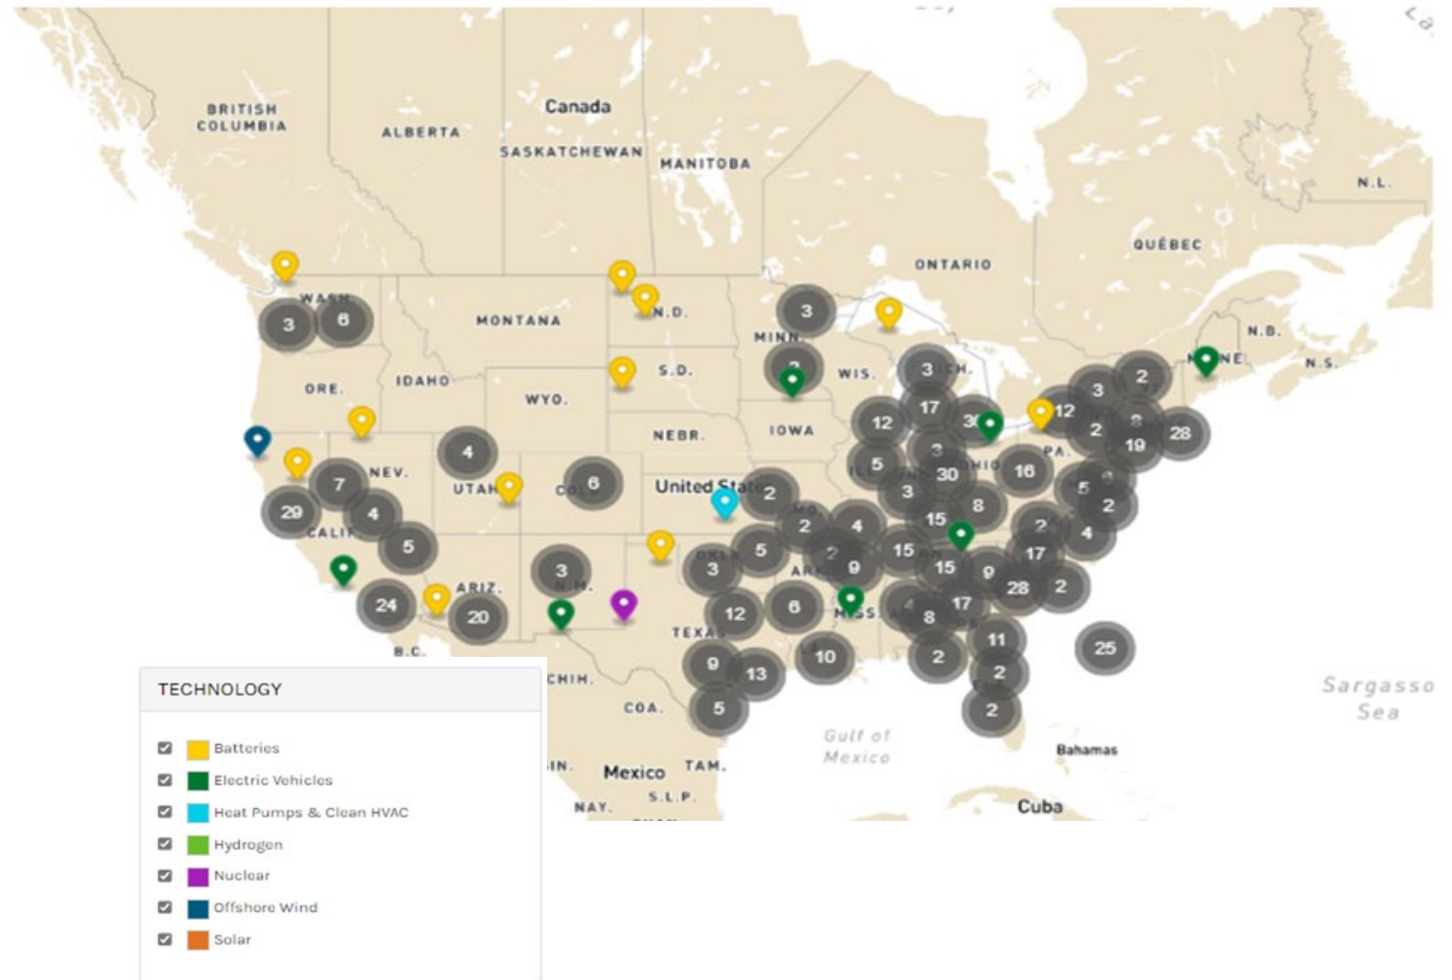 BRITISH
COLUMBIA
ALBERTA
Canada
SASKATCHEWAN
MANITOBA
ONTARIO
QUÉBEC
N.L.
N.B.
N.S.
WASH.
MONTANA
N.D.
MINN.
3
6
3
ORE.
IDAHO
WYO.
S.D.
WIS.
3
2
3
NEBR.
IOWA
12
17
12
2
8
28
19
4
NEV.
UTAH
6
United States
2
5
3
30
OHIO
16
PA.
5
2
7
29
4
CALIF.
5
2
4
3
15
8
2
4
24
ARIZ.
20
3
N.M.
3
5
9
15
15
9
17
28
2
TEXAS
12
6
MISS.
8
17
11
25
B.C.
9
13
10
2
2
CHIH.
COA.
5
2
Sargasso
Sea
Gulf of
Mexico
Bahamas
Mexico
TAM.
S.L.P.
NAY.
Cuba
TECHNOLOGY
Batteries
Electric Vehicles
Heat Pumps & Clean HVAC
Hydrogen
Nuclear
Offshore Wind
Solar